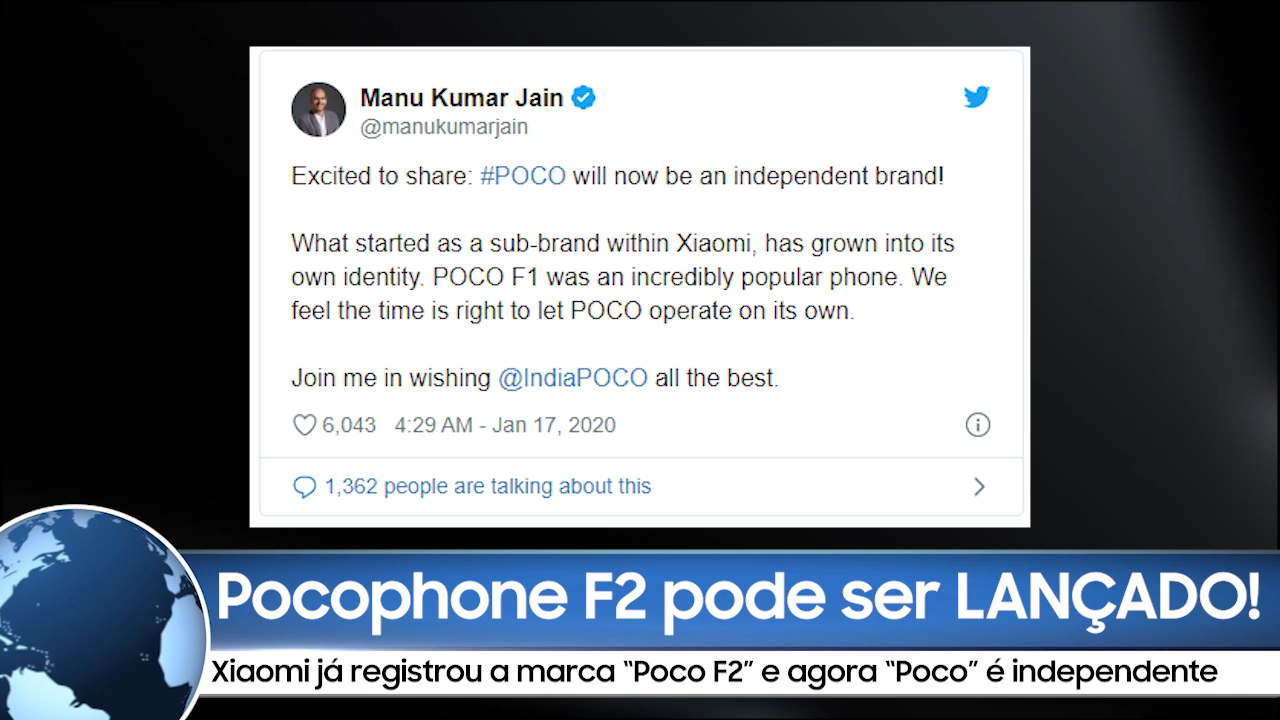 Manu Kumar Jain
@manukumarjain
Excited to share: #POCO will now be an independent brand!
What started as a sub-brand within Xiaomi, has grown into its
own identity. POCO F1 was an incredibly popular phone. We
feel the time is right to let POCO operate on its own.
Join me in wishing @IndiaPOCO all the best.
6,043 4:29 AM - Jan 17, 2020
1,362 people are talking about this
Pocophone F2 pode ser LANÇADO!
Xiaomi já registrou a marca “Poco F2” e agora “Poco” é independente